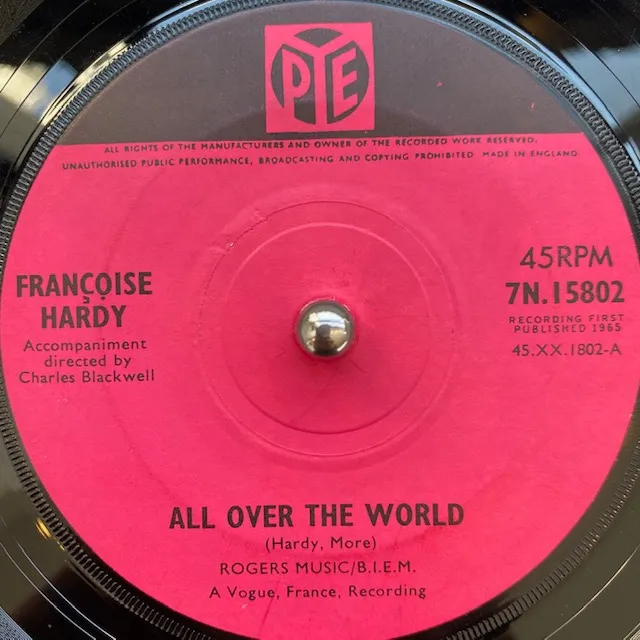 PYE
ALL RIGHTS OF THE MANUFACTURERS AND OWNER OF THE RECORDED WORK RESERVED.
UNAUTHORISED PUBLIC PERFORMANCE, BROADCASTING AND COPYING PROHIBITED MADE IN ENGLAND
FRANÇOISE
HARDY
Accompaniment
directed by
Charles Blackwell
45RPM
7N.15802
RECORDING FIRST
PUBLISHED 1965
45.XX.1802-A
ALL OVER THE WORLD
(Hardy, More)
ROGERS MUSIC/B.I.E.M.
A Vogue, France, Recording